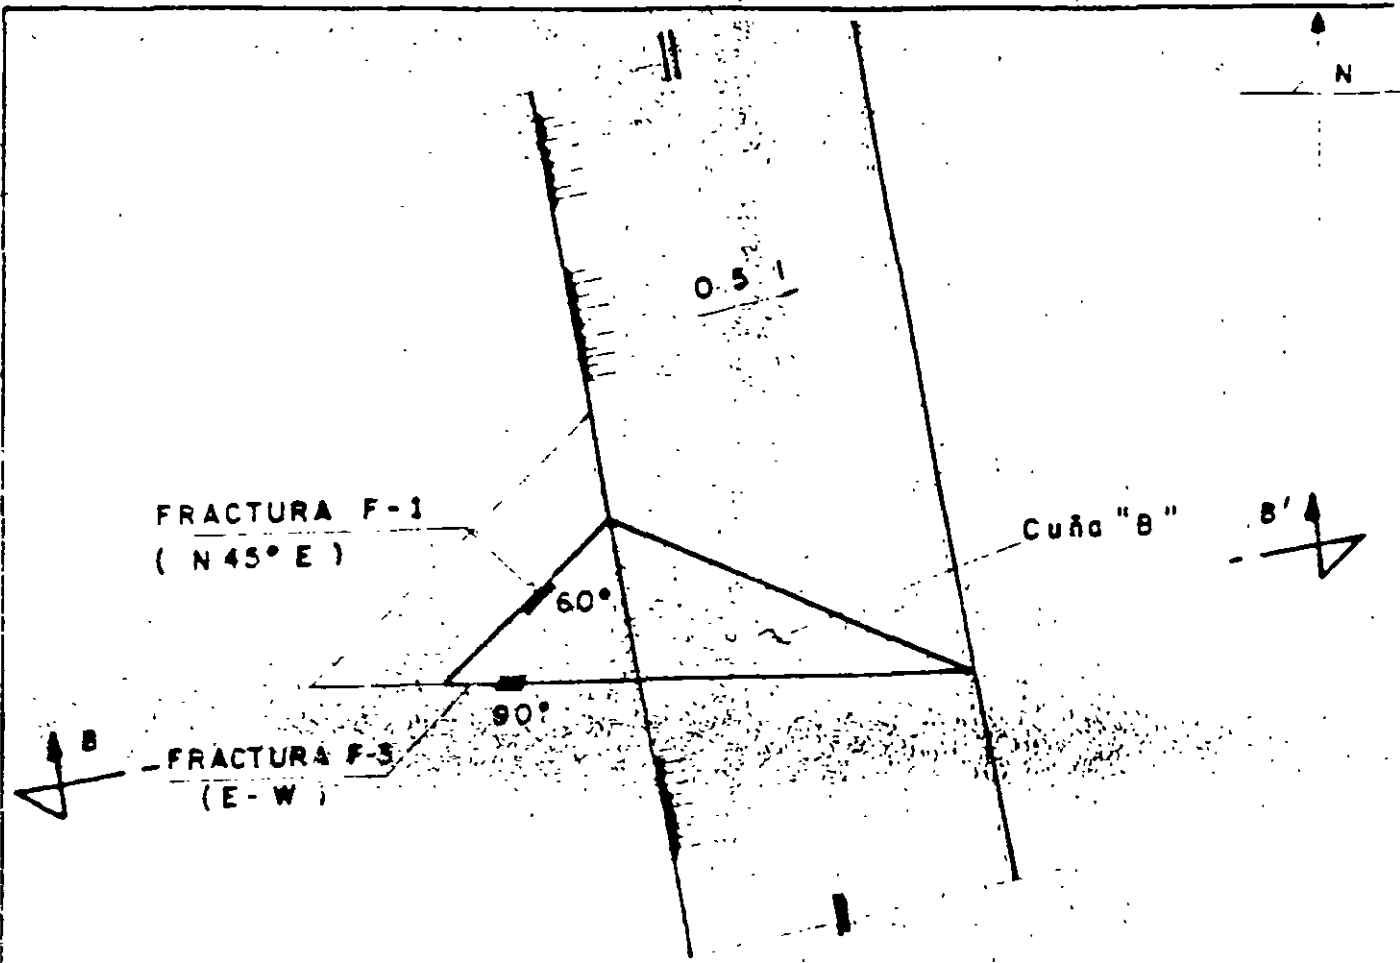 N
0.5 1
FRACTURA F-1
( N 45° E )
Cuña "B"
B'
60°
90°
B
FRACTURA F-3
( E - W )